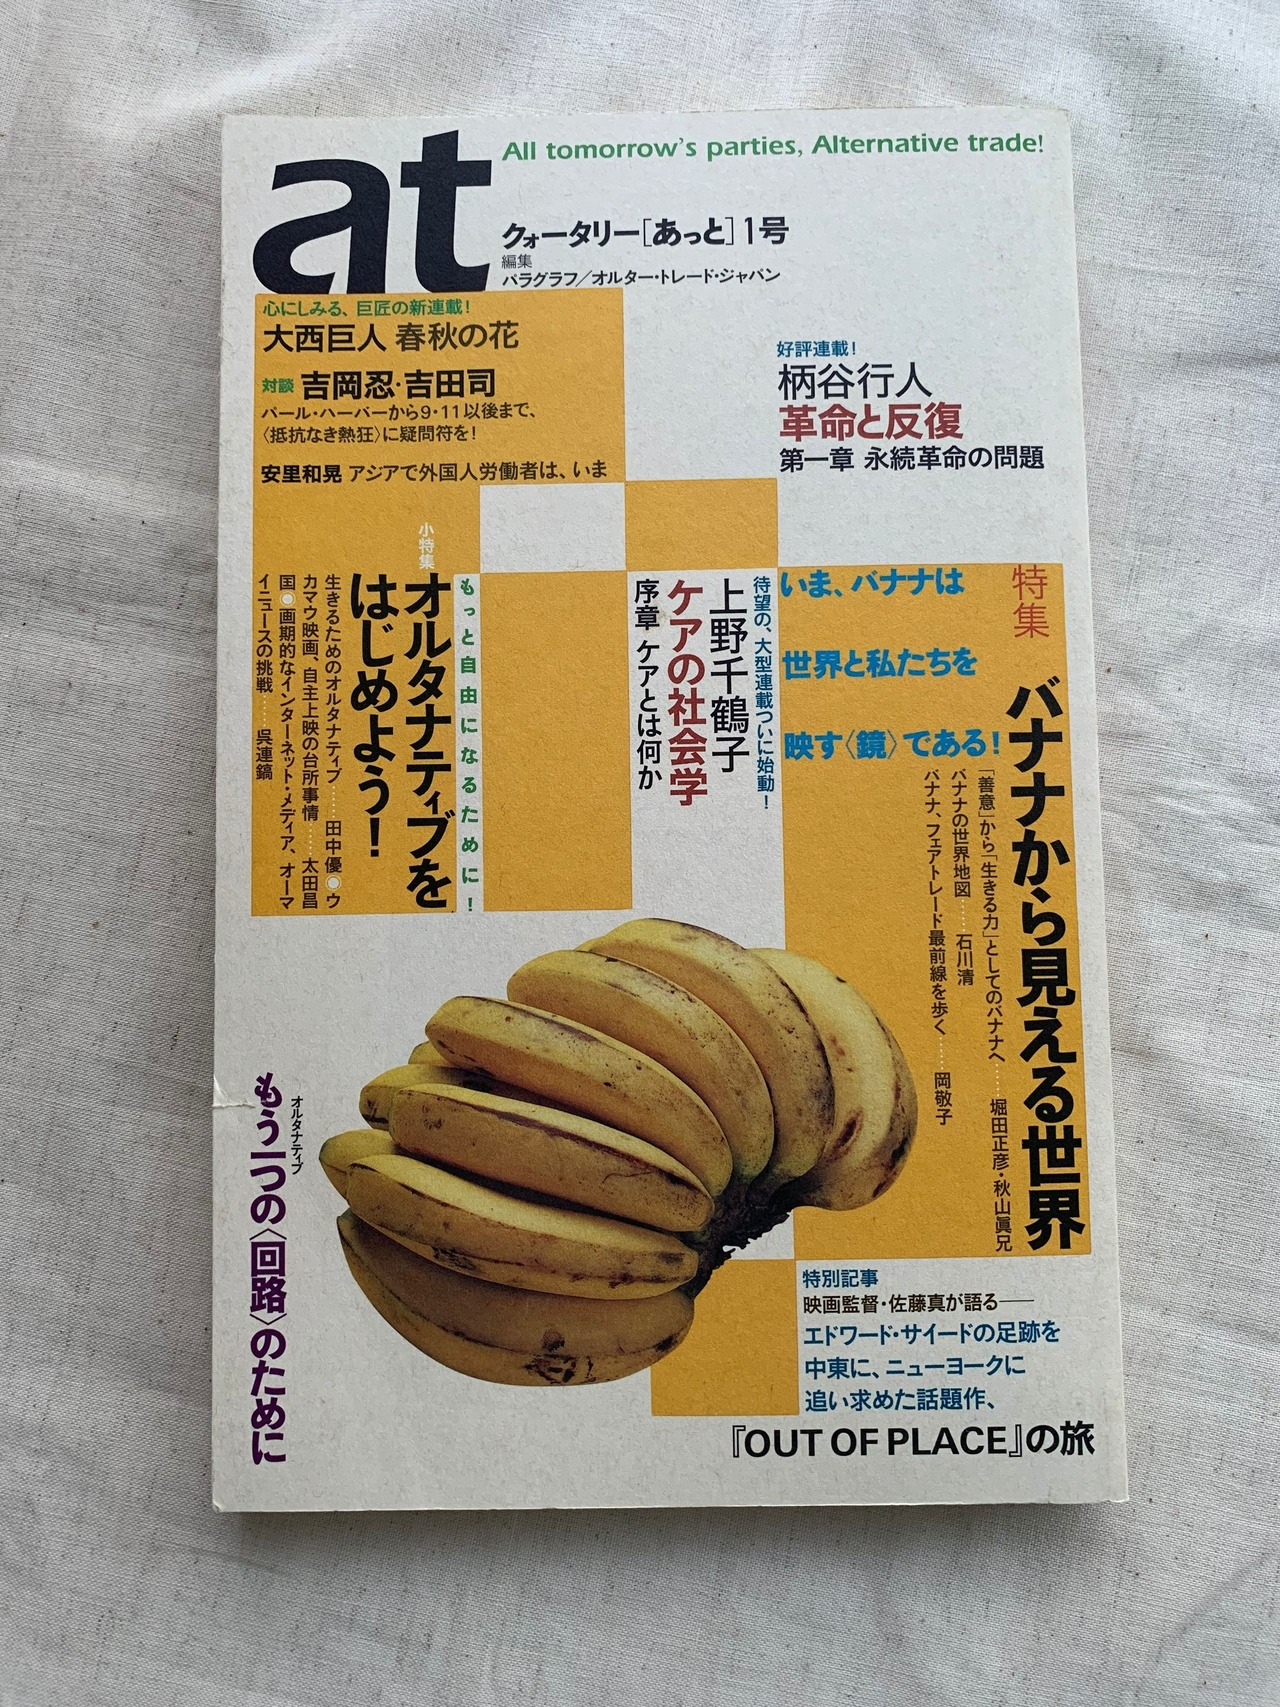 at
All tomorrow's parties, Alternative trade!
クォータリー[あっと]1号
編集
パラグラフ／オルター・トレード・ジャパン
心にしみる、巨匠の新連載！
大西巨人 春秋の花
対談 吉岡忍・吉田司
パール・ハーバーから9・11以後まで、
〈抵抗なき熱狂〉に疑問符を！
安里和晃 アジアで外国人労働者は、いま
好評連載！
柄谷行人
革命と反復
第一章 永続革命の問題
特集
バナナから見える世界
いま、バナナは
世界と私たちを
映す〈鏡〉である！
「善意」から「生きる力」としてのバナナへ……堀田正彦・秋山眞兄
バナナの世界地図……石川清
バナナ、フェアトレード最前線を歩く……岡敬子
待望の、大型連載ついに始動！
上野千鶴子
ケアの社会学
序章 ケアとは何か
もっと自由になるために！
小特集
オルタナティブを
はじめよう！
生きるためのオルタナティブ……田中優◉ウ
カマウ映画、自主上映の台所事情……太田昌
国◉画期的なインターネット・メディア、オーマ
イニュースの挑戦……呉連鎬
オルタナティブ
もう一つの〈回路〉のために
特別記事
映画監督・佐藤真が語る——
エドワード・サイードの足跡を
中東に、ニューヨークに
追い求めた話題作、
『OUT OF PLACE』の旅